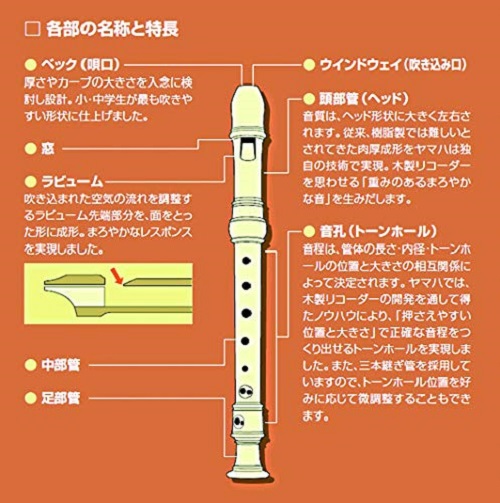 □ 各部の名称と特長
● ベック（唄口）
厚さやカーブの大きさを入念に検
討し設計。小・中学生が最も吹きや
すい形状に仕上げました。
● 窓
● ラビューム
吹き込まれた空気の流れを調整す
るラビューム先端部分を、面をとっ
た形に成形。まろやかなレスポンス
を実現しました。
● 中部管
● 足部管
● ウインドウェイ（吹き込み口）
● 頭部管（ヘッド）
音質は、ヘッド形状に大きく左右さ
れます。従来、樹脂製では難しいと
されてきた肉厚成形をヤマハは独
自の技術で実現。木製リコーダー
を思わせる「重みのあるまろやか
な音」を生みだします。
● 音孔（トーンホール）
音程は、管体の長さ・内径・トーンホ
ールの位置と大きさの相互関係に
よって決定されます。ヤマハでは、
木製リコーダーの開発を通して得
たノウハウにより、「押さえやすい
位置と大きさ」で正確な音程をつ
くり出せるトーンホールを実現しま
した。また、三本継ぎ管を採用して
いますので、トーンホール位置を好
みに応じて微調整することもでき
ます。